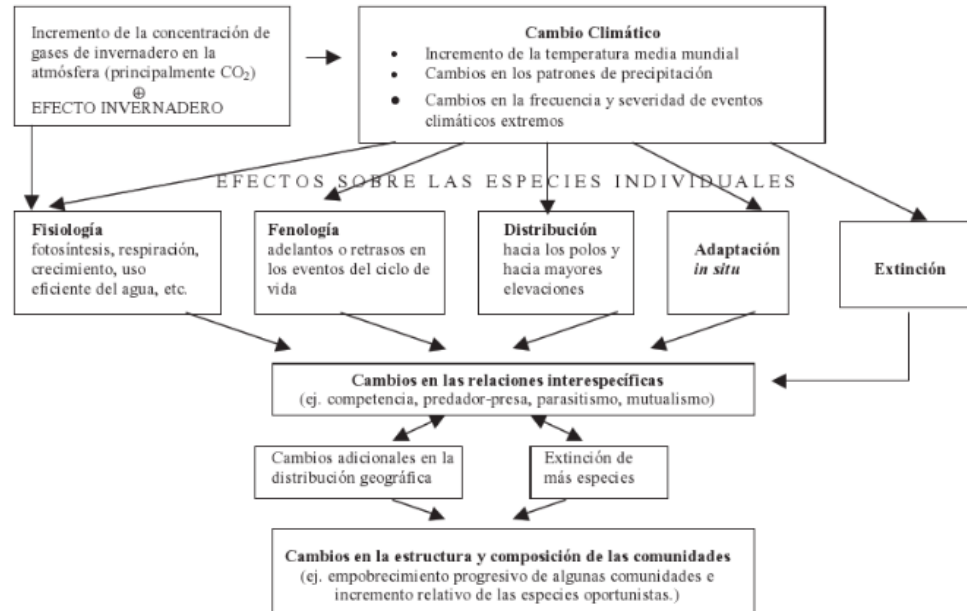 Incremento de la concentración de
gases de invernadero en la
atmósfera (principalmente CO₂)
⊕
EFECTO INVERNADERO
Cambio Climático
• Incremento de la temperatura media mundial
• Cambios en los patrones de precipitación
• Cambios en la frecuencia y severidad de eventos
climáticos extremos
EFECTOS SOBRE LAS ESPECIES INDIVIDUALES
Fisiología
fotosíntesis, respiración,
crecimiento, uso
eficiente del agua, etc.
Fenología
adelantos o retrasos en
los eventos del ciclo de
vida
Distribución
hacia los polos y
hacia mayores
elevaciones
Adaptación
in situ
Extinción
Cambios en las relaciones interespecíficas
(ej. competencia, predador-presa, parasitismo, mutualismo)
Cambios adicionales en la
distribución geográfica
Extinción de
más especies
Cambios en la estructura y composición de las comunidades
(ej. empobrecimiento progresivo de algunas comunidades e
incremento relativo de las especies oportunistas.)